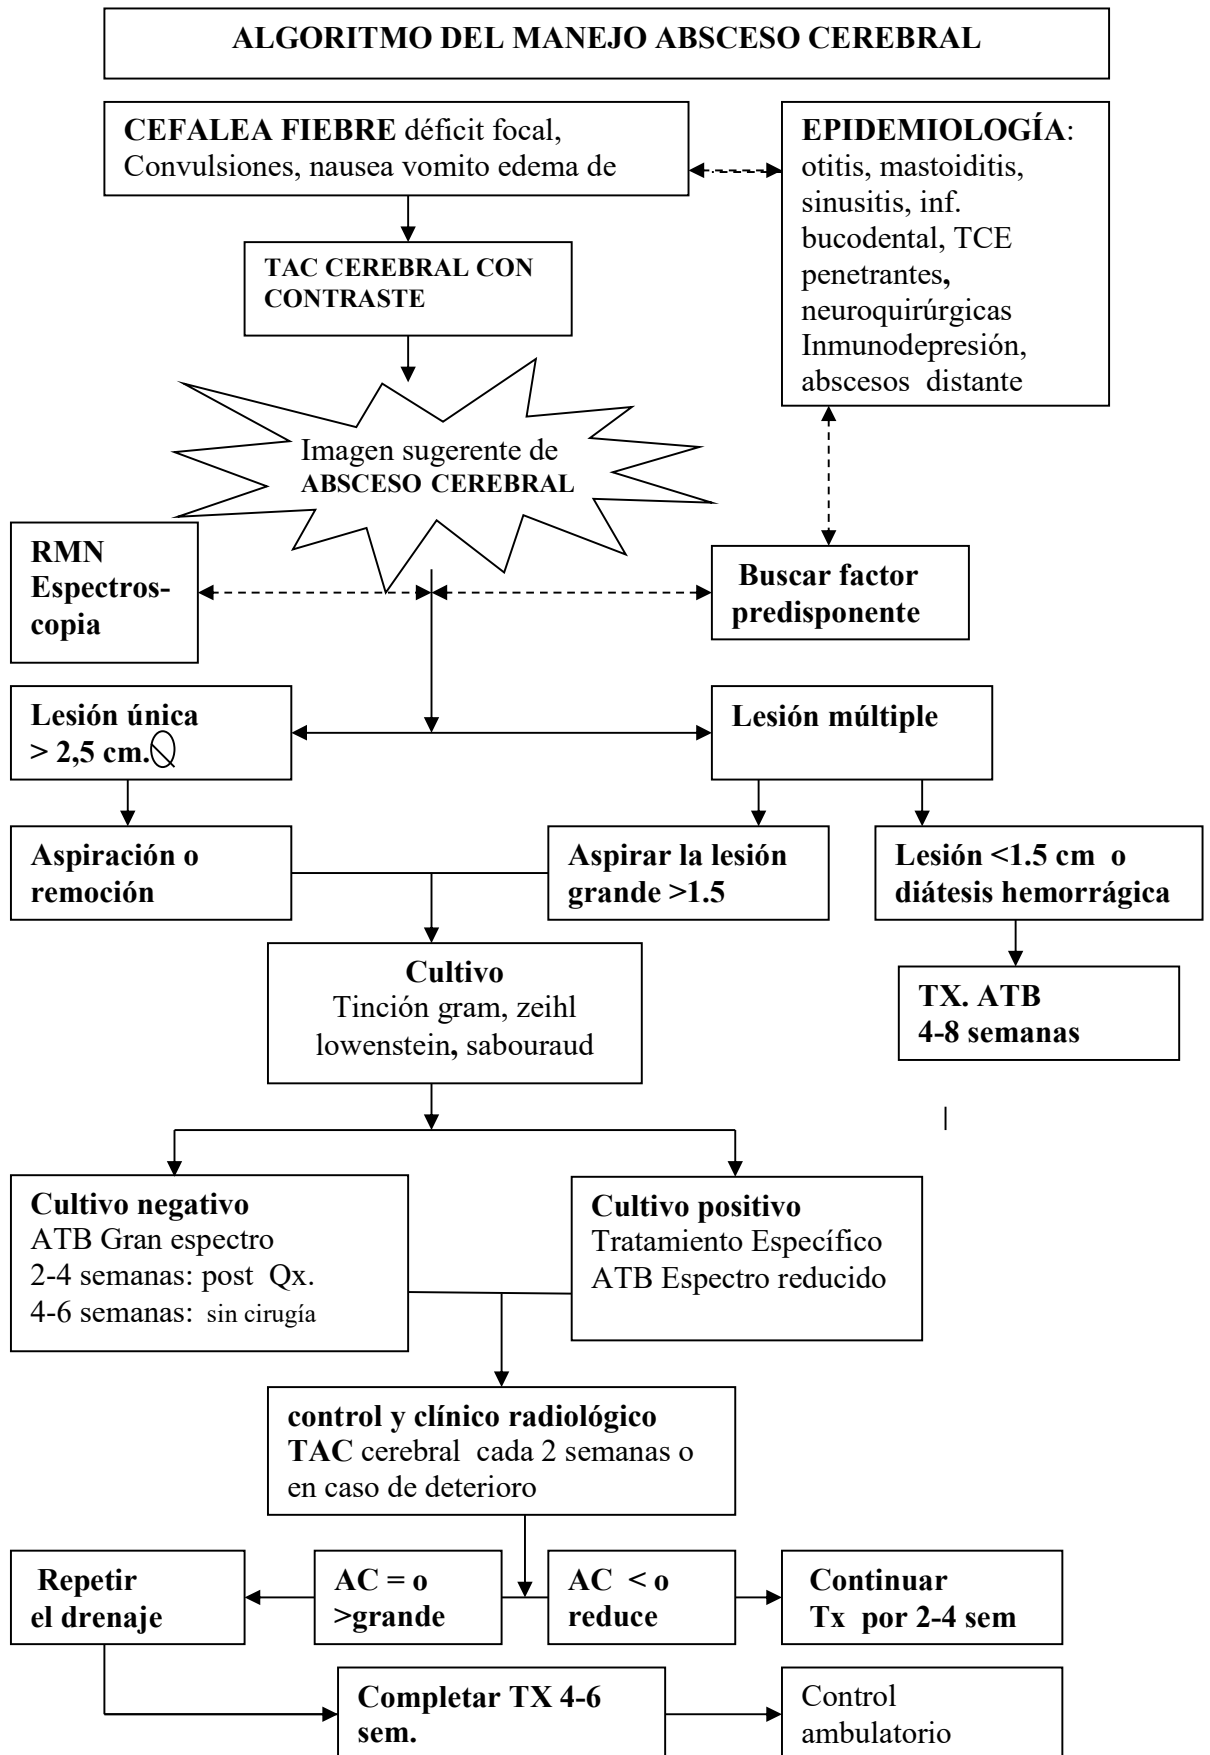 ALGORITMO DEL MANEJO ABSCESO CEREBRAL
CEFALEA FIEBRE déficit focal,
Convulsiones, nausea vomito edema de
EPIDEMIOLOGÍA:
otitis, mastoiditis,
sinusitis, inf.
bucodental, TCE
penetrantes,
neuroquirúrgicas
Inmunodepresión,
abscesos distante
TAC CEREBRAL CON
CONTRASTE
Imagen sugerente de
ABSCESO CEREBRAL
RMN
Espectros-
copia
Buscar factor
predisponente
Lesión única
> 2,5 cm.
Lesión múltiple
Aspiración o
remoción
Aspirar la lesión
grande >1.5
Lesión <1.5 cm o
diátesis hemorrágica
Cultivo
Tinción gram, zeihl
lowenstein, sabouraud
TX. ATB
4-8 semanas
Cultivo negativo
ATB Gran espectro
2-4 semanas: post Qx.
4-6 semanas: sin cirugía
Cultivo positivo
Tratamiento Específico
ATB Espectro reducido
control y clínico radiológico
TAC cerebral cada 2 semanas o
en caso de deterioro
Repetir
el drenaje
AC = o
>grande
AC < o
reduce
Continuar
Tx por 2-4 sem
Completar TX 4-6
sem.
Control
ambulatorio